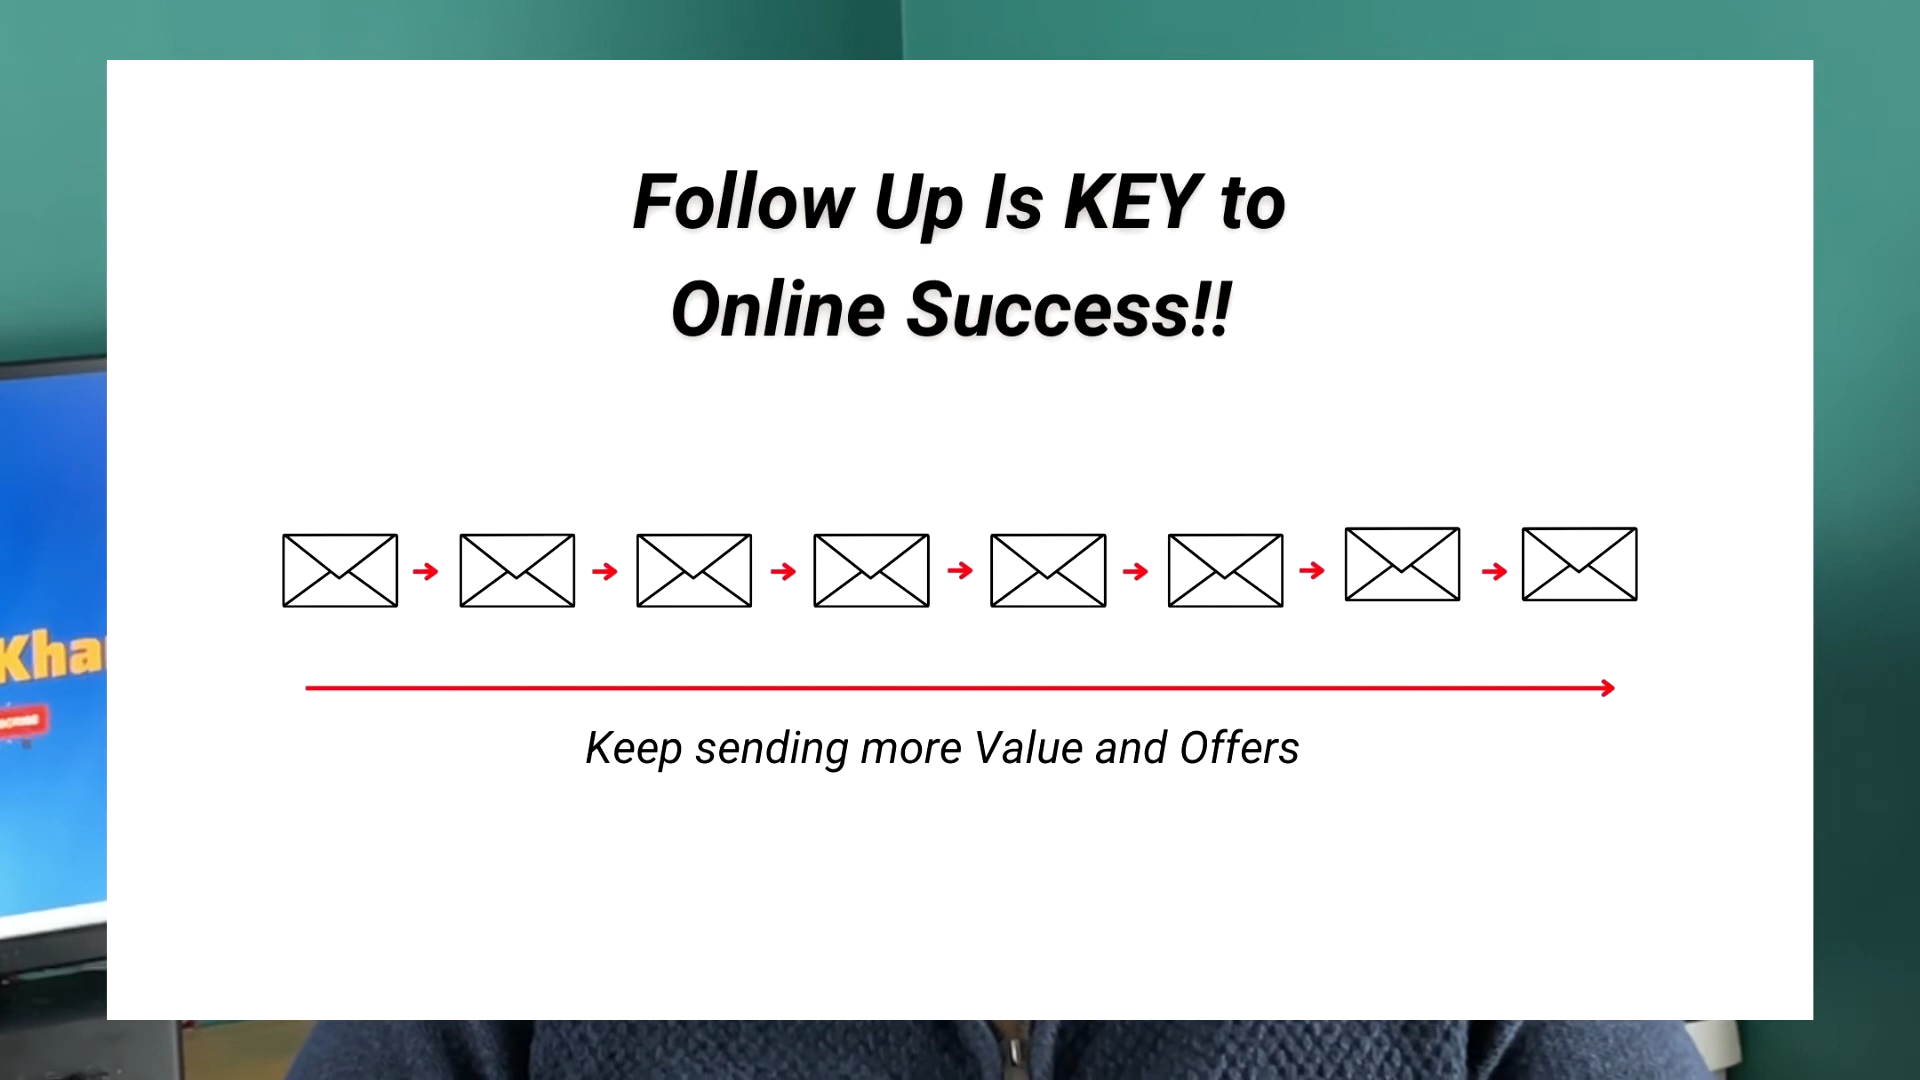 Follow Up Is KEY to
Online Success!!
Keep sending more Value and Offers